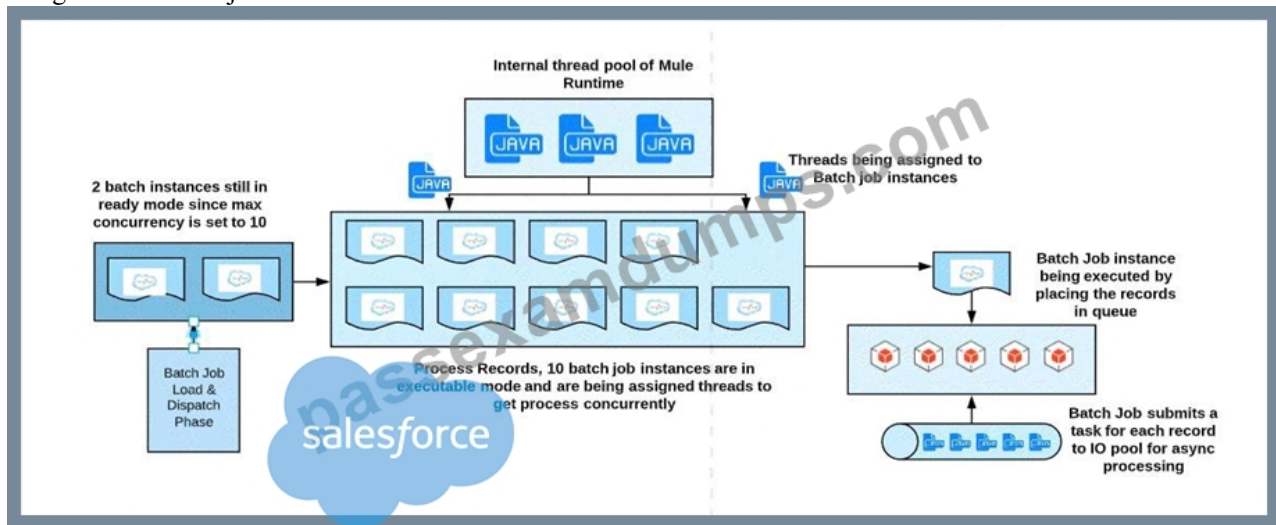 Internal thread pool of Mule
Runtime
JAVA JAVA JAVA
JAVA
JAVA
Threads being assigned to
Batch job instances
2 batch instances still in
ready mode since max
concurrency is set to 10
Batch Job instance
being executed by
placing the records
in queue
Batch Job
Load &
Dispatch
Phase
Process Records, 10 batch job instances are in
executable mode and are being assigned threads to
get process concurrently
Batch Job submits a
task for each record
to IO pool for async
processing
salesforce
passexamdumps.com